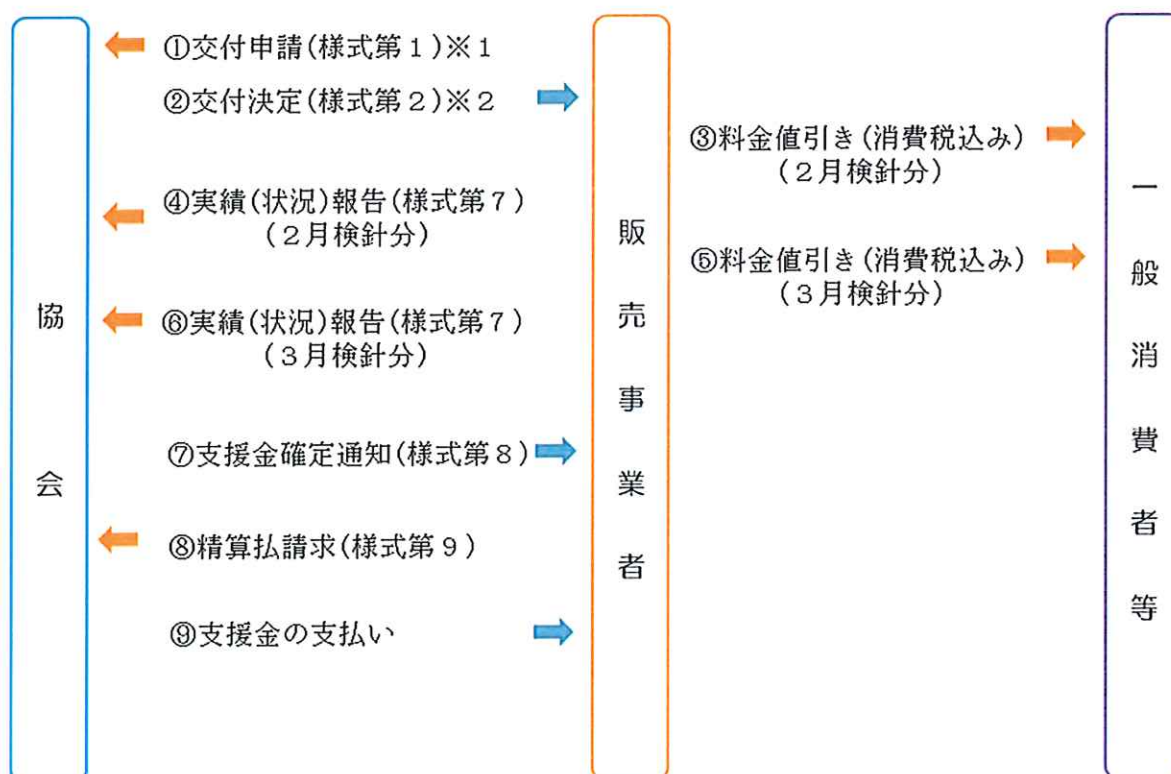 ①交付申請(様式第１)※１
②交付決定(様式第２)※２
③料金値引き(消費税込み)
(２月検針分)
④実績(状況)報告(様式第７)
(２月検針分)
⑤料金値引き(消費税込み)
(３月検針分)
⑥実績(状況)報告(様式第７)
(３月検針分)
⑦支援金確定通知(様式第８)
⑧精算払請求(様式第９)
⑨支援金の支払い
協会
販売事業者
一般消費者等